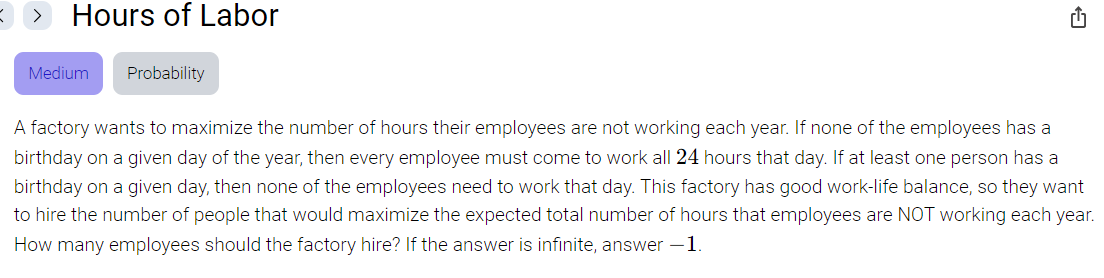 Hours of Labor
Medium Probability
A factory wants to maximize the number of hours their employees are not working each year. If none of the employees has a
birthday on a given day of the year, then every employee must come to work all 24 hours that day. If at least one person has a
birthday on a given day, then none of the employees need to work that day. This factory has good work-life balance, so they want
to hire the number of people that would maximize the expected total number of hours that employees are NOT working each year.
How many employees should the factory hire? If the answer is infinite, answer −1.